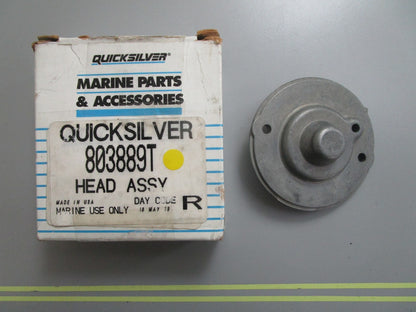 QUICKSILVER®
MARINE PARTS
& ACCESSORIES
QUICKSILVER
803889T
HEAD ASSY
MADE IN USA DAY CODE R
MARINE USE ONLY